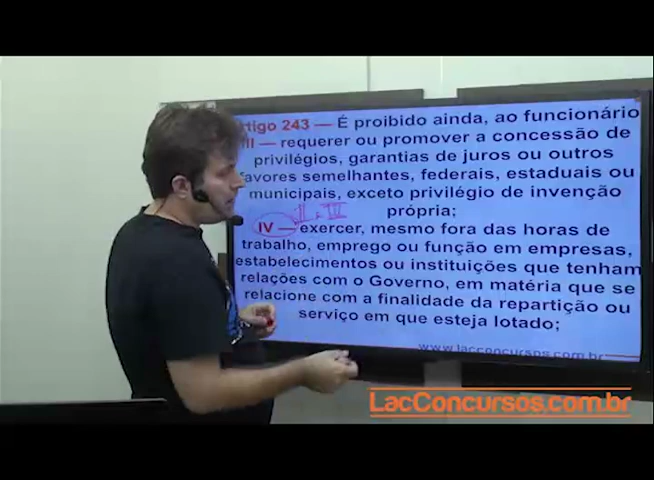 rtigo 243 — É proibido ainda, ao funcionário
III — requerer ou promover a concessão de
privilégios, garantias de juros ou outros
favores semelhantes, federais, estaduais ou
municipais, exceto privilégio de invenção
própria;
IV — exercer, mesmo fora das horas de
trabalho, emprego ou função em empresas,
estabelecimentos ou instituições que tenham
relações com o Governo, em matéria que se
relacione com a finalidade da repartição ou
serviço em que esteja lotado;
www.lacconcursos.com.br
LacConcursos.com.br